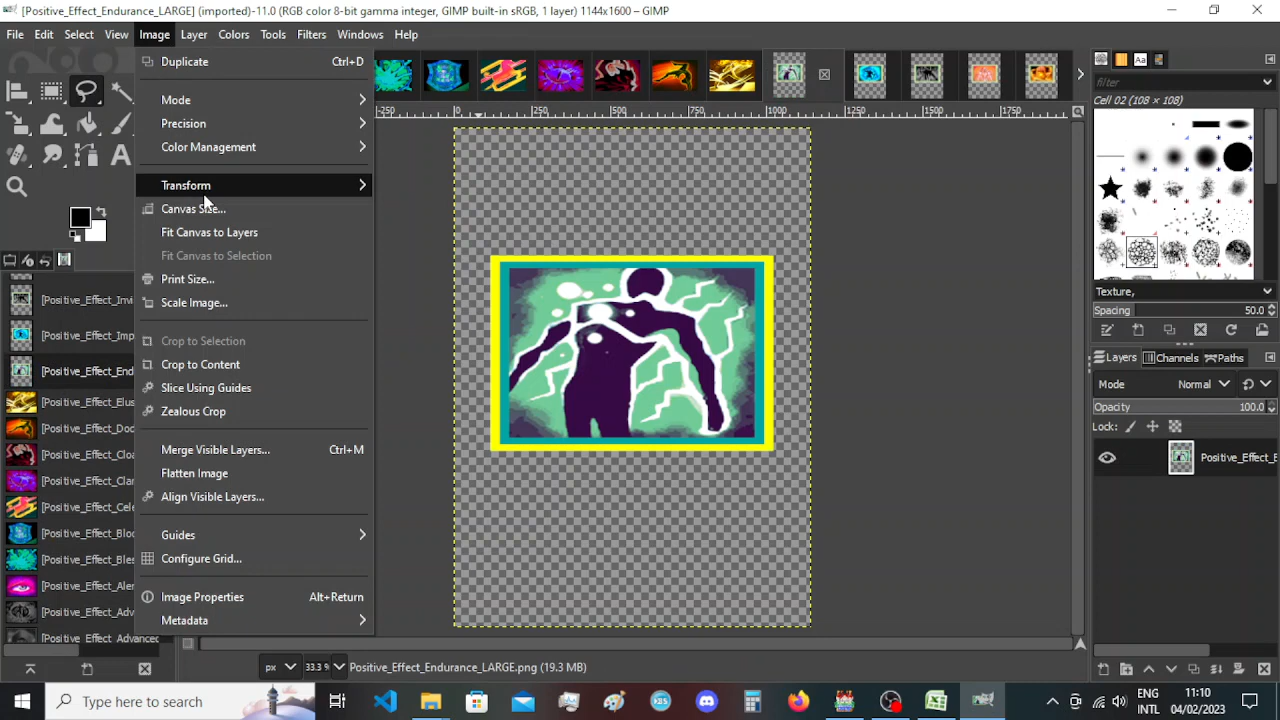 [Positive_Effect_Endurance_LARGE] (imported)-11.0 (RGB color 8-bit gamma integer, GIMP built-in sRGB, 1 layer) 1144x1600 – GIMP
File Edit Select View Image Layer Colors Tools Filters Windows Help
Duplicate Ctrl+D
Mode
Precision
Color Management
Transform
Canvas Size...
Fit Canvas to Layers
Fit Canvas to Selection
Print Size...
Scale Image...
Crop to Selection
Crop to Content
Slice Using Guides
Zealous Crop
Merge Visible Layers... Ctrl+M
Flatten Image
Align Visible Layers...
Guides
Configure Grid...
Image Properties Alt+Return
Metadata
-250 0 250 500 750 1000 1250 1500 1750
[Positive_Effect_Invi
[Positive_Effect_Imp
[Positive_Effect_End
[Positive_Effect_Elus
[Positive_Effect_Doc
[Positive_Effect_Cloa
[Positive_Effect_Clar
[Positive_Effect_Cele
[Positive_Effect_Bloo
[Positive_Effect_Bles
[Positive_Effect_Aler
[Positive_Effect_Adv
[Positive_Effect_Advanced
filter
Cell 02 (108 × 108)
Texture,
Spacing 50.0
Layers Channels Paths
Mode Normal
Opacity 100.0
Lock:
Positive_Effect_E
px 33.3 % Positive_Effect_Endurance_LARGE.png (19.3 MB)
Type here to search
ENG
INTL
11:10
04/02/2023